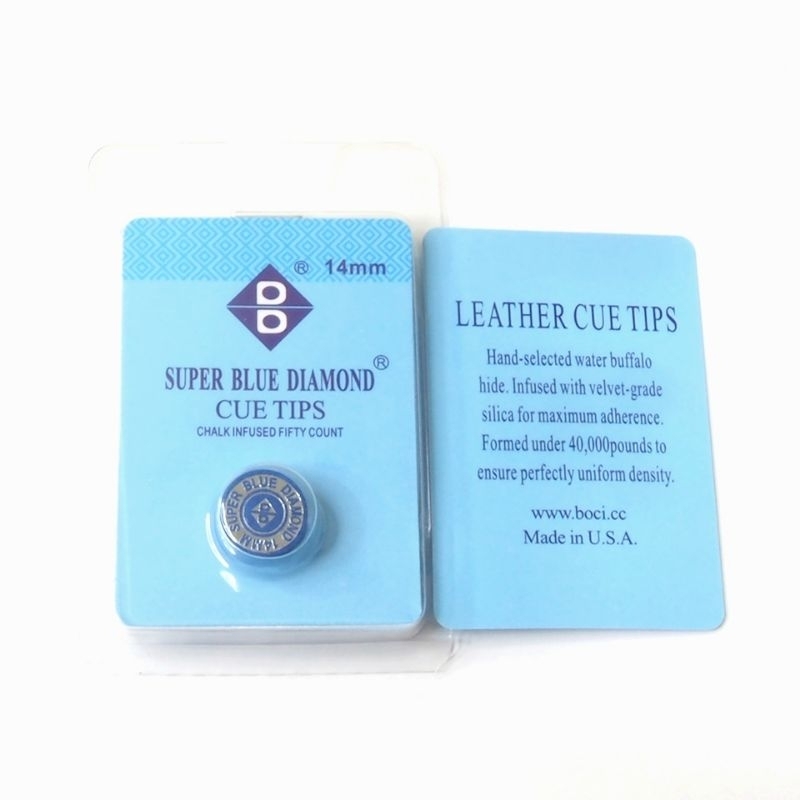 ® 14mm
SUPER BLUE DIAMOND®
CUE TIPS
CHALK INFUSED FIFTY COUNT
SUPER BLUE DIAMOND 14MM
LEATHER CUE TIPS
Hand-selected water buffalo
hide. Infused with velvet-grade
silica for maximum adherence.
Formed under 40,000pounds to
ensure perfectly uniform density.
www.boci.cc
Made in U.S.A.